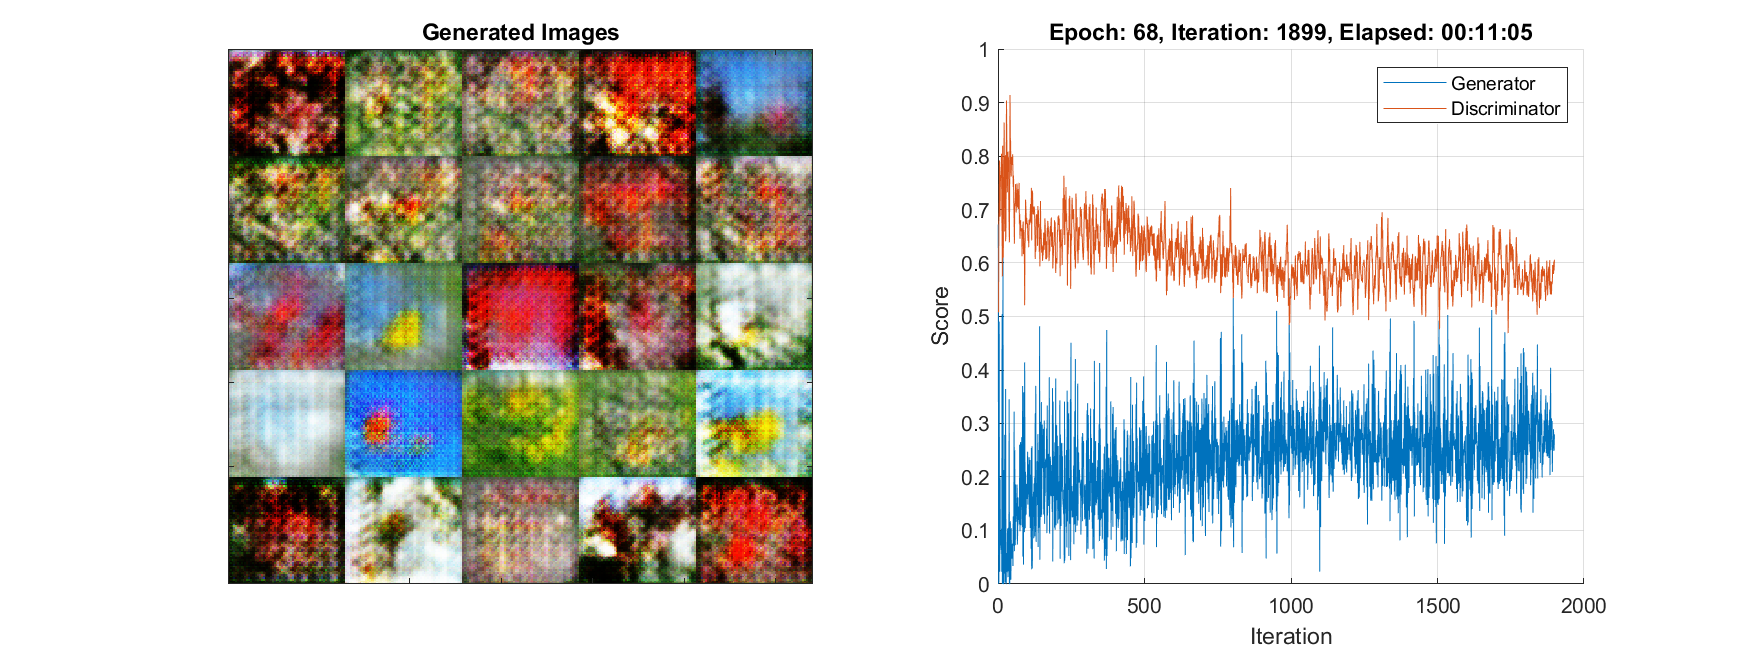 Generated Images
Epoch: 68, Iteration: 1899, Elapsed: 00:11:05
Generator
Discriminator
1
0.9
0.8
0.7
0.6
0.5
0.4
0.3
0.2
0.1
0
Score
0
500
1000
1500
2000
Iteration